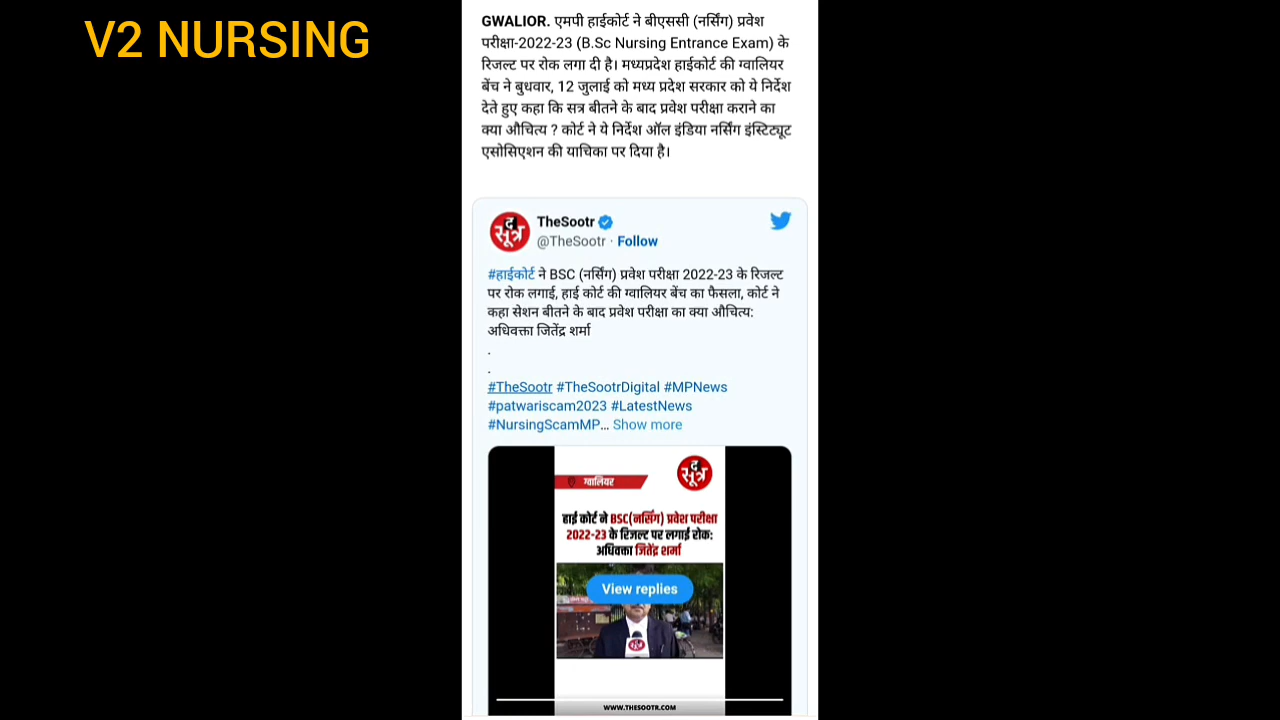 V2 NURSING
GWALIOR. एमपी हाईकोर्ट ने बीएससी (नर्सिंग) प्रवेश
परीक्षा-2022-23 (B.Sc Nursing Entrance Exam) के
रिजल्ट पर रोक लगा दी है। मध्यप्रदेश हाईकोर्ट की ग्वालियर
बेंच ने बुधवार, 12 जुलाई को मध्य प्रदेश सरकार को ये निर्देश
देते हुए कहा कि सत्र बीतने के बाद प्रवेश परीक्षा कराने का
क्या औचित्य ? कोर्ट ने ये निर्देश ऑल इंडिया नर्सिंग इंस्टिट्यूट
एसोसिएशन की याचिका पर दिया है।
द सूत्र
TheSootr
@TheSootr · Follow
#हाईकोर्ट ने BSC (नर्सिंग) प्रवेश परीक्षा 2022-23 के रिजल्ट
पर रोक लगाई, हाई कोर्ट की ग्वालियर बेंच का फैसला, कोर्ट ने
कहा सेशन बीतने के बाद प्रवेश परीक्षा का क्या औचित्य:
अधिवक्ता जितेंद्र शर्मा
.
.
#TheSootr #TheSootrDigital #MPNews
#patwariscam2023 #LatestNews
#NursingScamMP... Show more
द सूत्र
ग्वालियर
हाई कोर्ट ने BSC(नर्सिंग) प्रवेश परीक्षा
2022-23 के रिजल्ट पर लगाई रोक:
अधिवक्ता जितेंद्र शर्मा
View replies
WWW.THESOOTR.COM